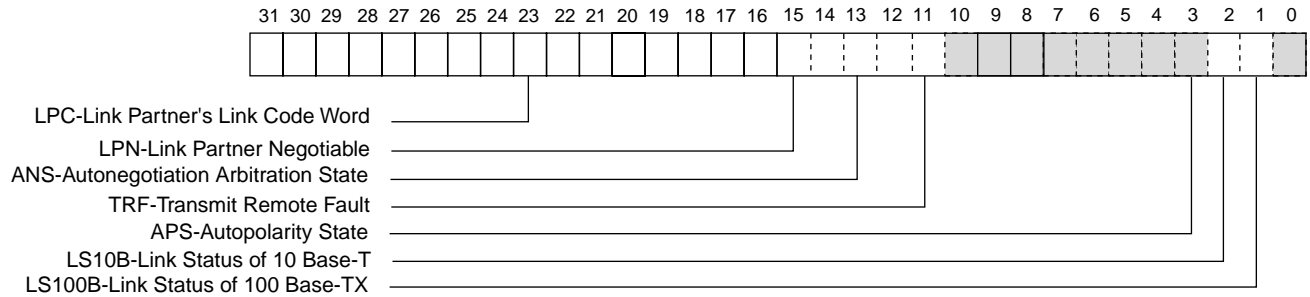 31 30 29 28 27 26 25 24 23 22 21 20 19 18 17 16 15 14 13 12 11 10 9 8 7 6 5 4 3 2 1 0
LPC-Link Partner's Link Code Word
LPN-Link Partner Negotiable
ANS-Autonegotiation Arbitration State
TRF-Transmit Remote Fault
APS-Autopolarity State
LS10B-Link Status of 10 Base-T
LS100B-Link Status of 100 Base-TX